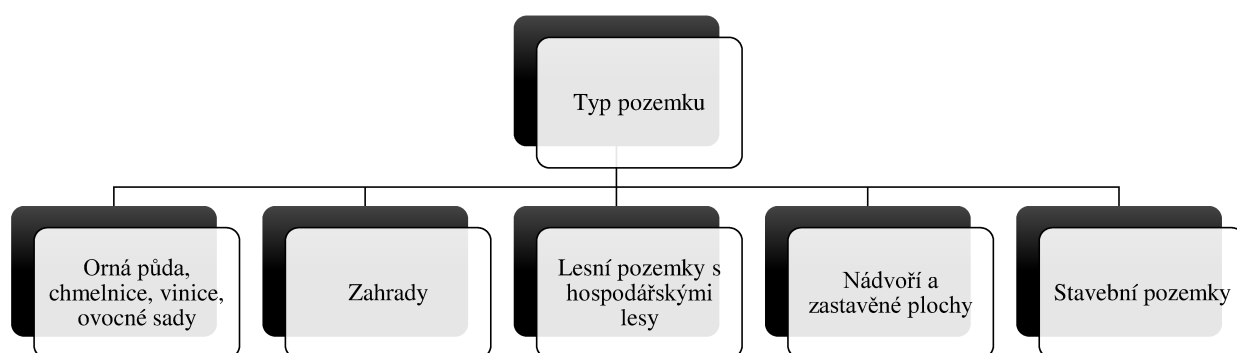 Typ pozemku
Orná půda,
chmelnice, vinice,
ovocné sady
Zahrady
Lesní pozemky s
hospodářskými
lesy
Nádvoří a
zastavěné plochy
Stavební pozemky